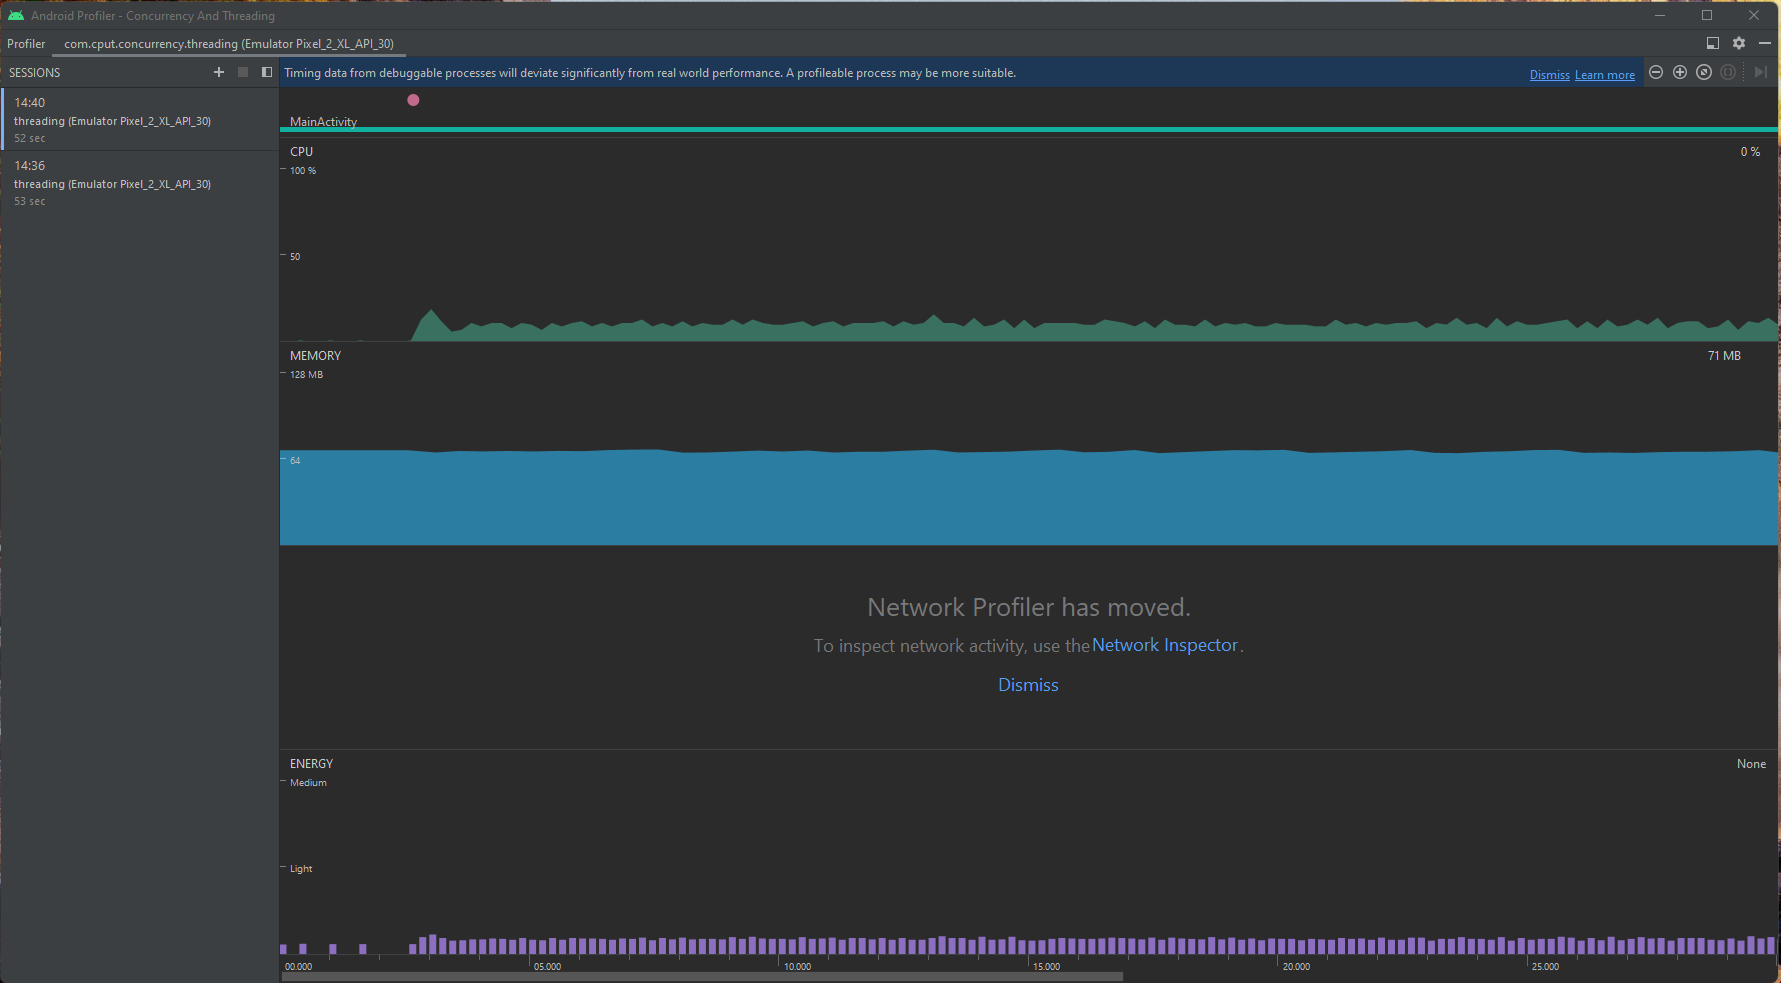 Android Profiler - Concurrency And Threading
Profiler
com.cput.concurrency.threading (Emulator Pixel_2_XL_API_30)
SESSIONS
Timing data from debuggable processes will deviate significantly from real world performance. A profileable process may be more suitable.
Dismiss Learn more
14:40
threading (Emulator Pixel_2_XL_API_30)
52 sec
14:36
threading (Emulator Pixel_2_XL_API_30)
53 sec
MainActivity
CPU
0 %
100 %
50
MEMORY
71 MB
128 MB
64
Network Profiler has moved.
To inspect network activity, use the Network Inspector.
Dismiss
ENERGY
None
Medium
Light
00.000
05.000
10.000
15.000
20.000
25.000